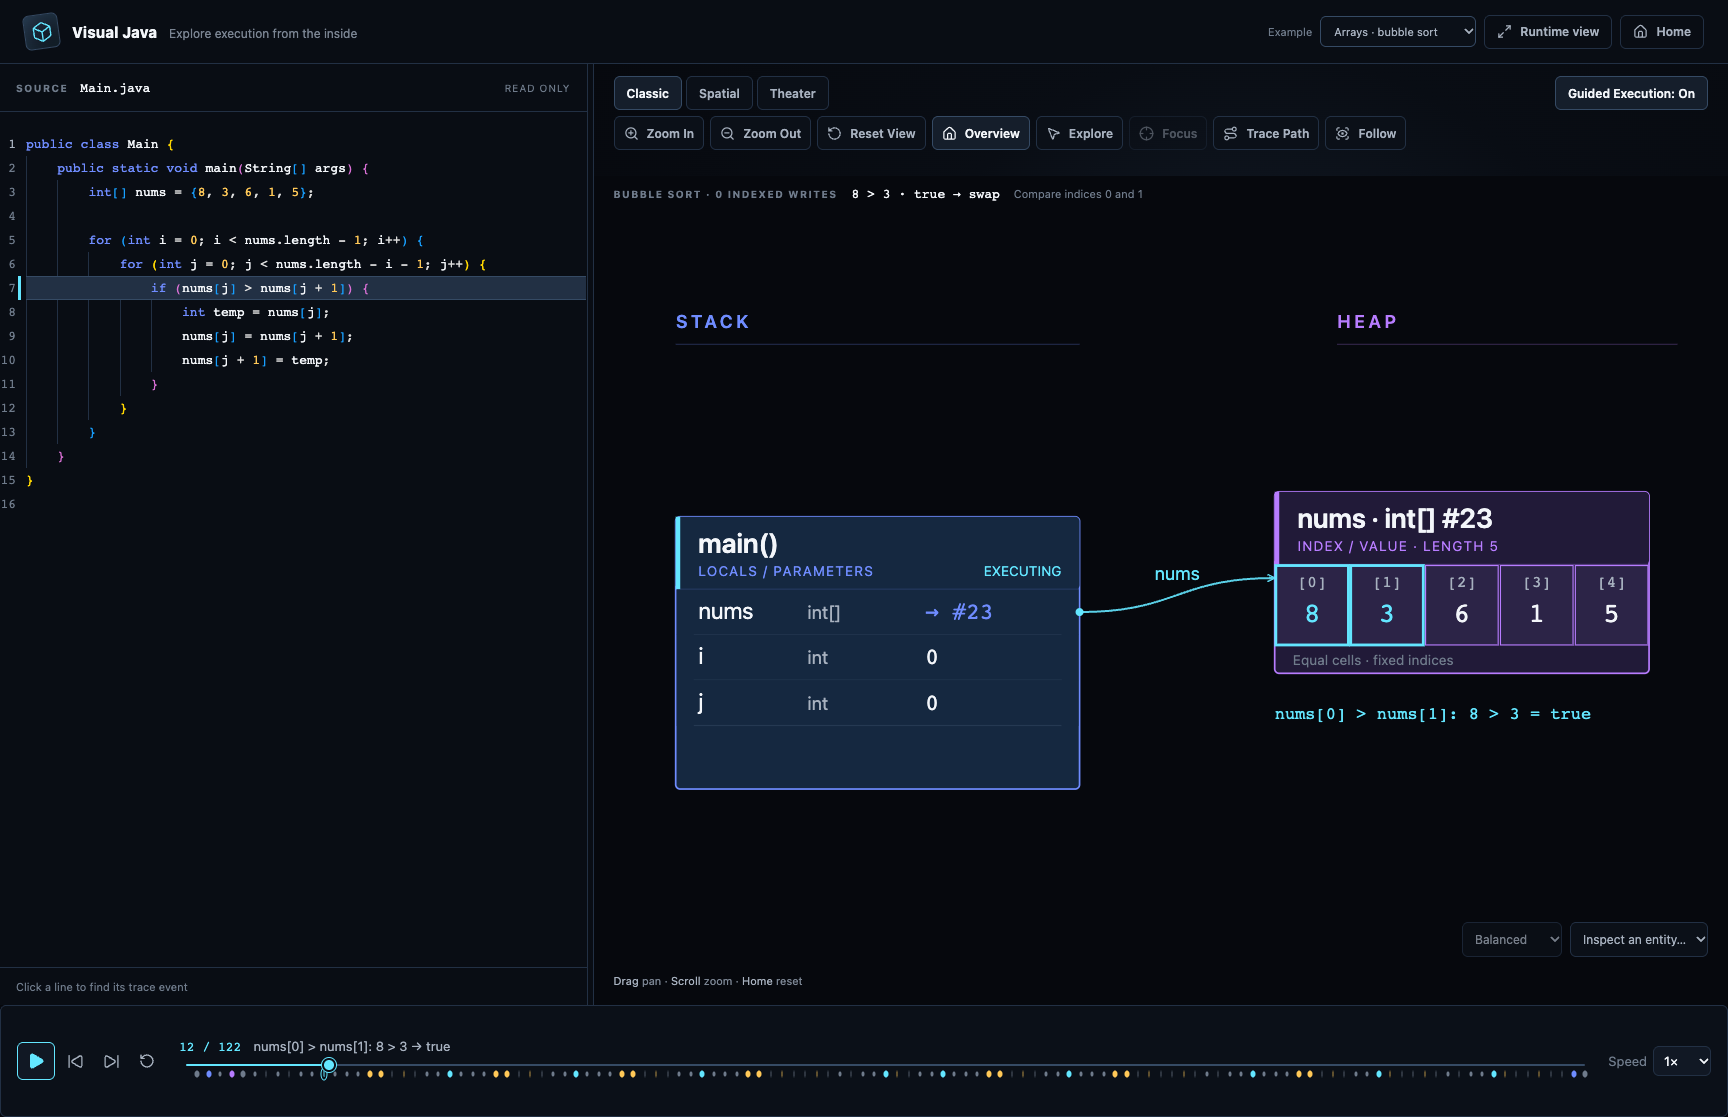 Visual Java Explore execution from the inside
Example Arrays · bubble sort Runtime view Home
SOURCE Main.java READ ONLY
1 public class Main {
2 public static void main(String[] args) {
3 int[] nums = {8, 3, 6, 1, 5};
4
5 for (int i = 0; i < nums.length - 1; i++) {
6 for (int j = 0; j < nums.length - i - 1; j++) {
7 if (nums[j] > nums[j + 1]) {
8 int temp = nums[j];
9 nums[j] = nums[j + 1];
10 nums[j + 1] = temp;
11 }
12 }
13 }
14 }
15 }
16
Click a line to find its trace event
Classic Spatial Theater Guided Execution: On
Zoom In Zoom Out Reset View Overview Explore Focus Trace Path Follow
BUBBLE SORT · 0 INDEXED WRITES 8 > 3 · true → swap Compare indices 0 and 1
STACK
HEAP
main()
LOCALS / PARAMETERS EXECUTING
nums int[] → #23
i int 0
j int 0
nums
nums · int[] #23
INDEX / VALUE · LENGTH 5
[0] [1] [2] [3] [4]
8 3 6 1 5
Equal cells · fixed indices
nums[0] > nums[1]: 8 > 3 = true
Balanced Inspect an entity...
Drag pan · Scroll zoom · Home reset
12 / 122 nums[0] > nums[1]: 8 > 3 → true
Speed 1×